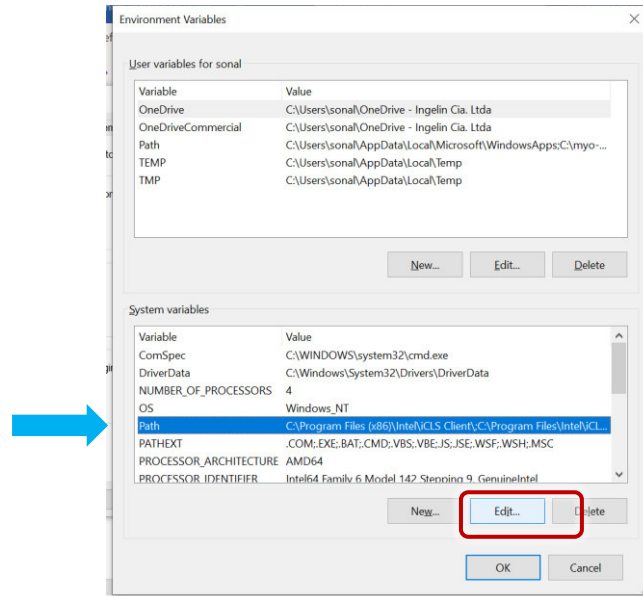 Environment Variables
User variables for sonal
Variable Value
OneDrive C:\Users\sonal\OneDrive - Ingelin Cia. Ltda
OneDriveCommercial C:\Users\sonal\OneDrive - Ingelin Cia. Ltda
Path C:\Users\sonal\AppData\Local\Microsoft\WindowsApps;C:\myo-...
TEMP C:\Users\sonal\AppData\Local\Temp
TMP C:\Users\sonal\AppData\Local\Temp
New... Edit... Delete
System variables
Variable Value
ComSpec C:\WINDOWS\system32\cmd.exe
DriverData C:\Windows\System32\Drivers\DriverData
NUMBER_OF_PROCESSORS 4
OS Windows_NT
Path C:\Program Files (x86)\Intel\iCLS Client\;C:\Program Files\Intel\iCL...
PATHEXT .COM;.EXE;.BAT;.CMD;.VBS;.VBE;.JS;.JSE;.WSF;.WSH;.MSC
PROCESSOR_ARCHITECTURE AMD64
PROCESSOR_IDENTIFIER Intel64 Family 6 Model 142 Stepping 9, GenuineIntel
New... Edit... Delete
OK Cancel